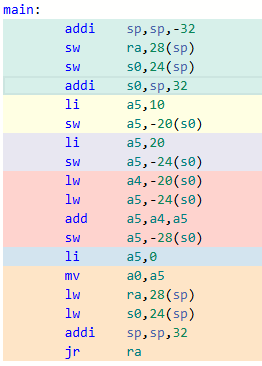 main:
addi sp,sp,-32
sw ra,28(sp)
sw s0,24(sp)
addi s0,sp,32
li a5,10
sw a5,-20(s0)
li a5,20
sw a5,-24(s0)
lw a4,-20(s0)
lw a5,-24(s0)
add a5,a4,a5
sw a5,-28(s0)
li a5,0
mv a0,a5
lw ra,28(sp)
lw s0,24(sp)
addi sp,sp,32
jr ra